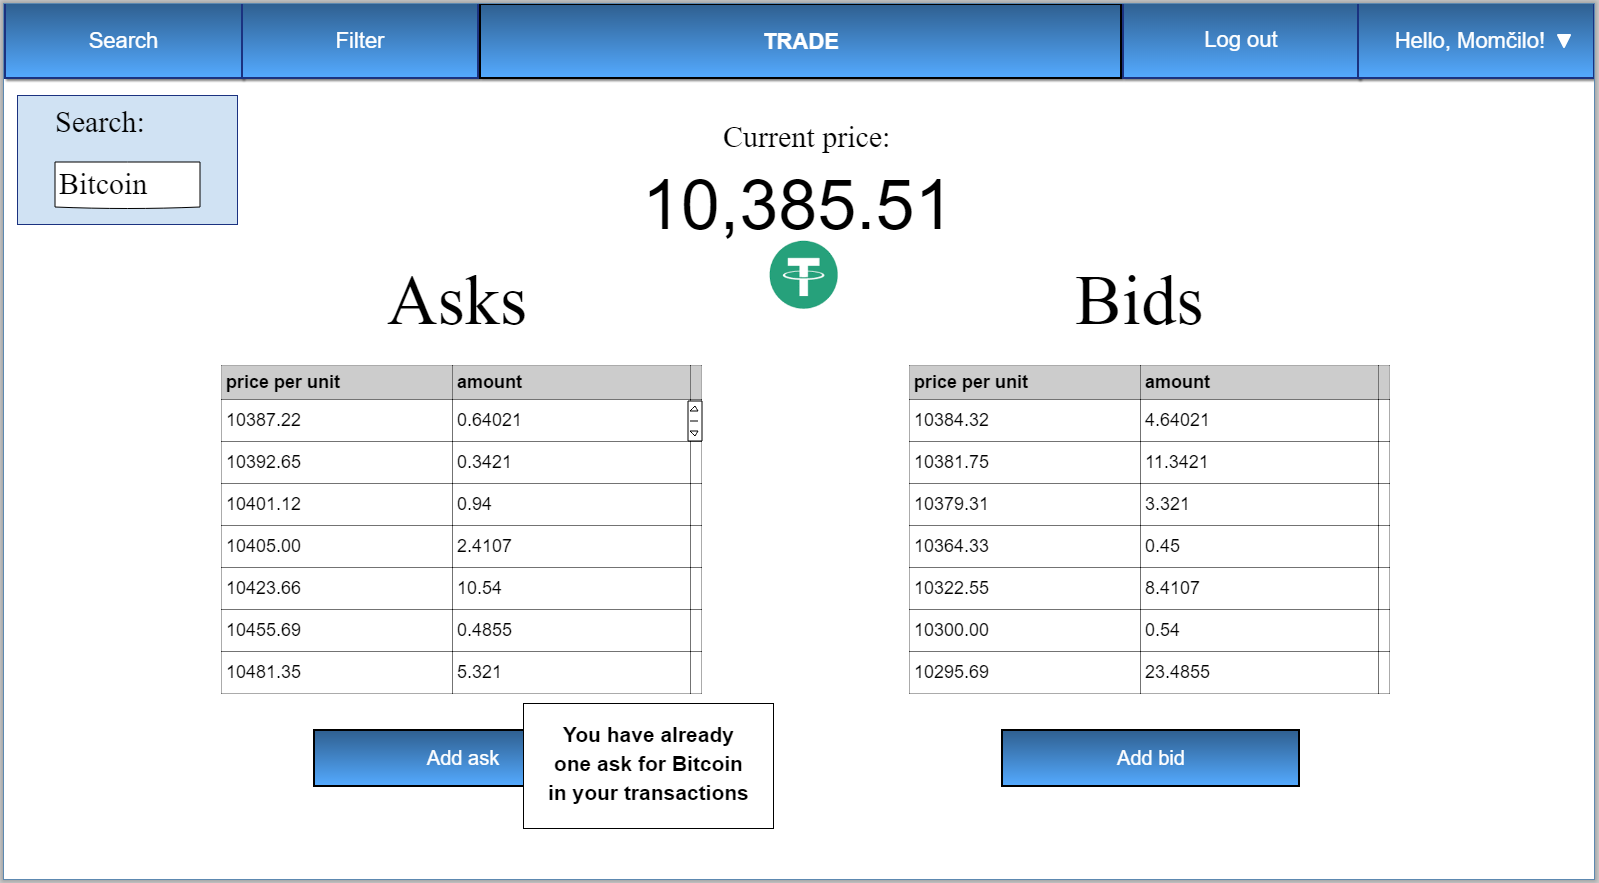 Search
Filter
TRADE
Log out
Hello, Momčilo! ▼
Search:
Bitcoin
Current price:
10,385.51
Asks
Bids
price per unit amount
10387.22 0.64021
10392.65 0.3421
10401.12 0.94
10405.00 2.4107
10423.66 10.54
10455.69 0.4855
10481.35 5.321
price per unit amount
10384.32 4.64021
10381.75 11.3421
10379.31 3.321
10364.33 0.45
10322.55 8.4107
10300.00 0.54
10295.69 23.4855
Add ask
You have already
one ask for Bitcoin
in your transactions
Add bid